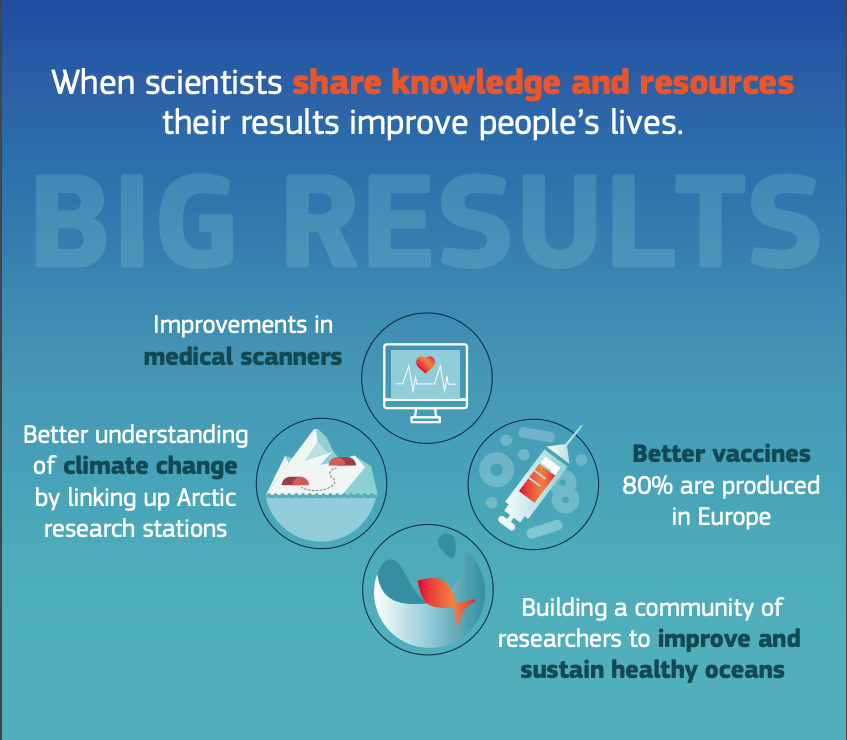 When scientists share knowledge and resources
their results improve people’s lives.
BIG RESULTS
Improvements in
medical scanners
Better understanding
of climate change
by linking up Arctic
research stations
Better vaccines
80% are produced
in Europe
Building a community of
researchers to improve and
sustain healthy oceans